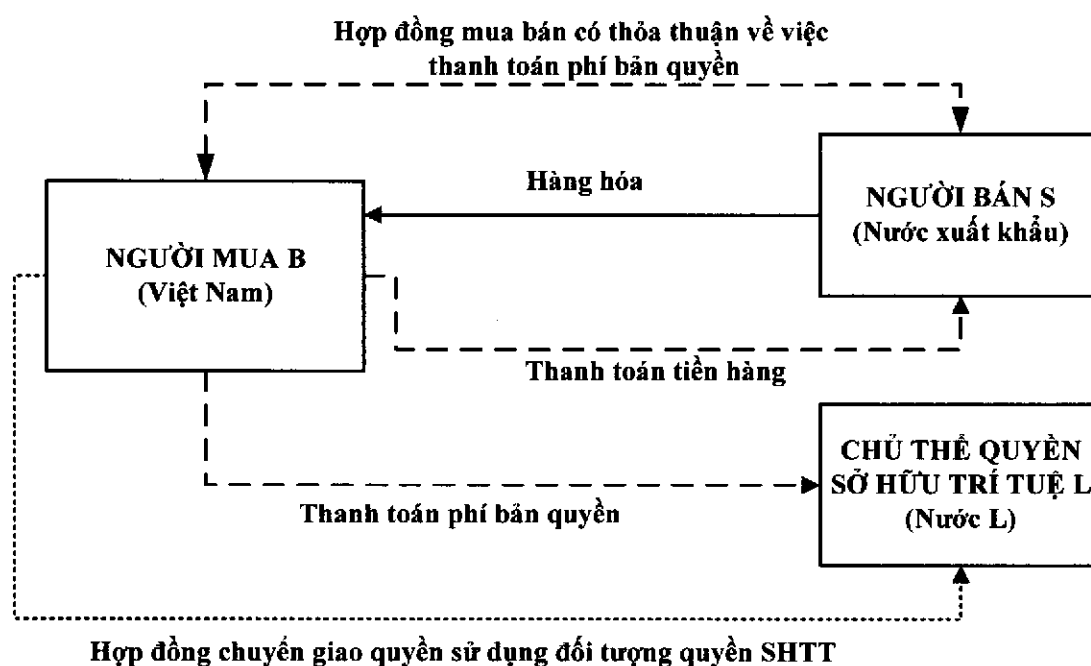 Hợp đồng mua bán có thỏa thuận về việc
thanh toán phí bản quyền
Hàng hóa
NGƯỜI BÁN S
(Nước xuất khẩu)
NGƯỜI MUA B
(Việt Nam)
Thanh toán tiền hàng
CHỦ THỂ QUYỀN
SỞ HỮU TRÍ TUỆ L
(Nước L)
Thanh toán phí bản quyền
Hợp đồng chuyển giao quyền sử dụng đối tượng quyền SHTT